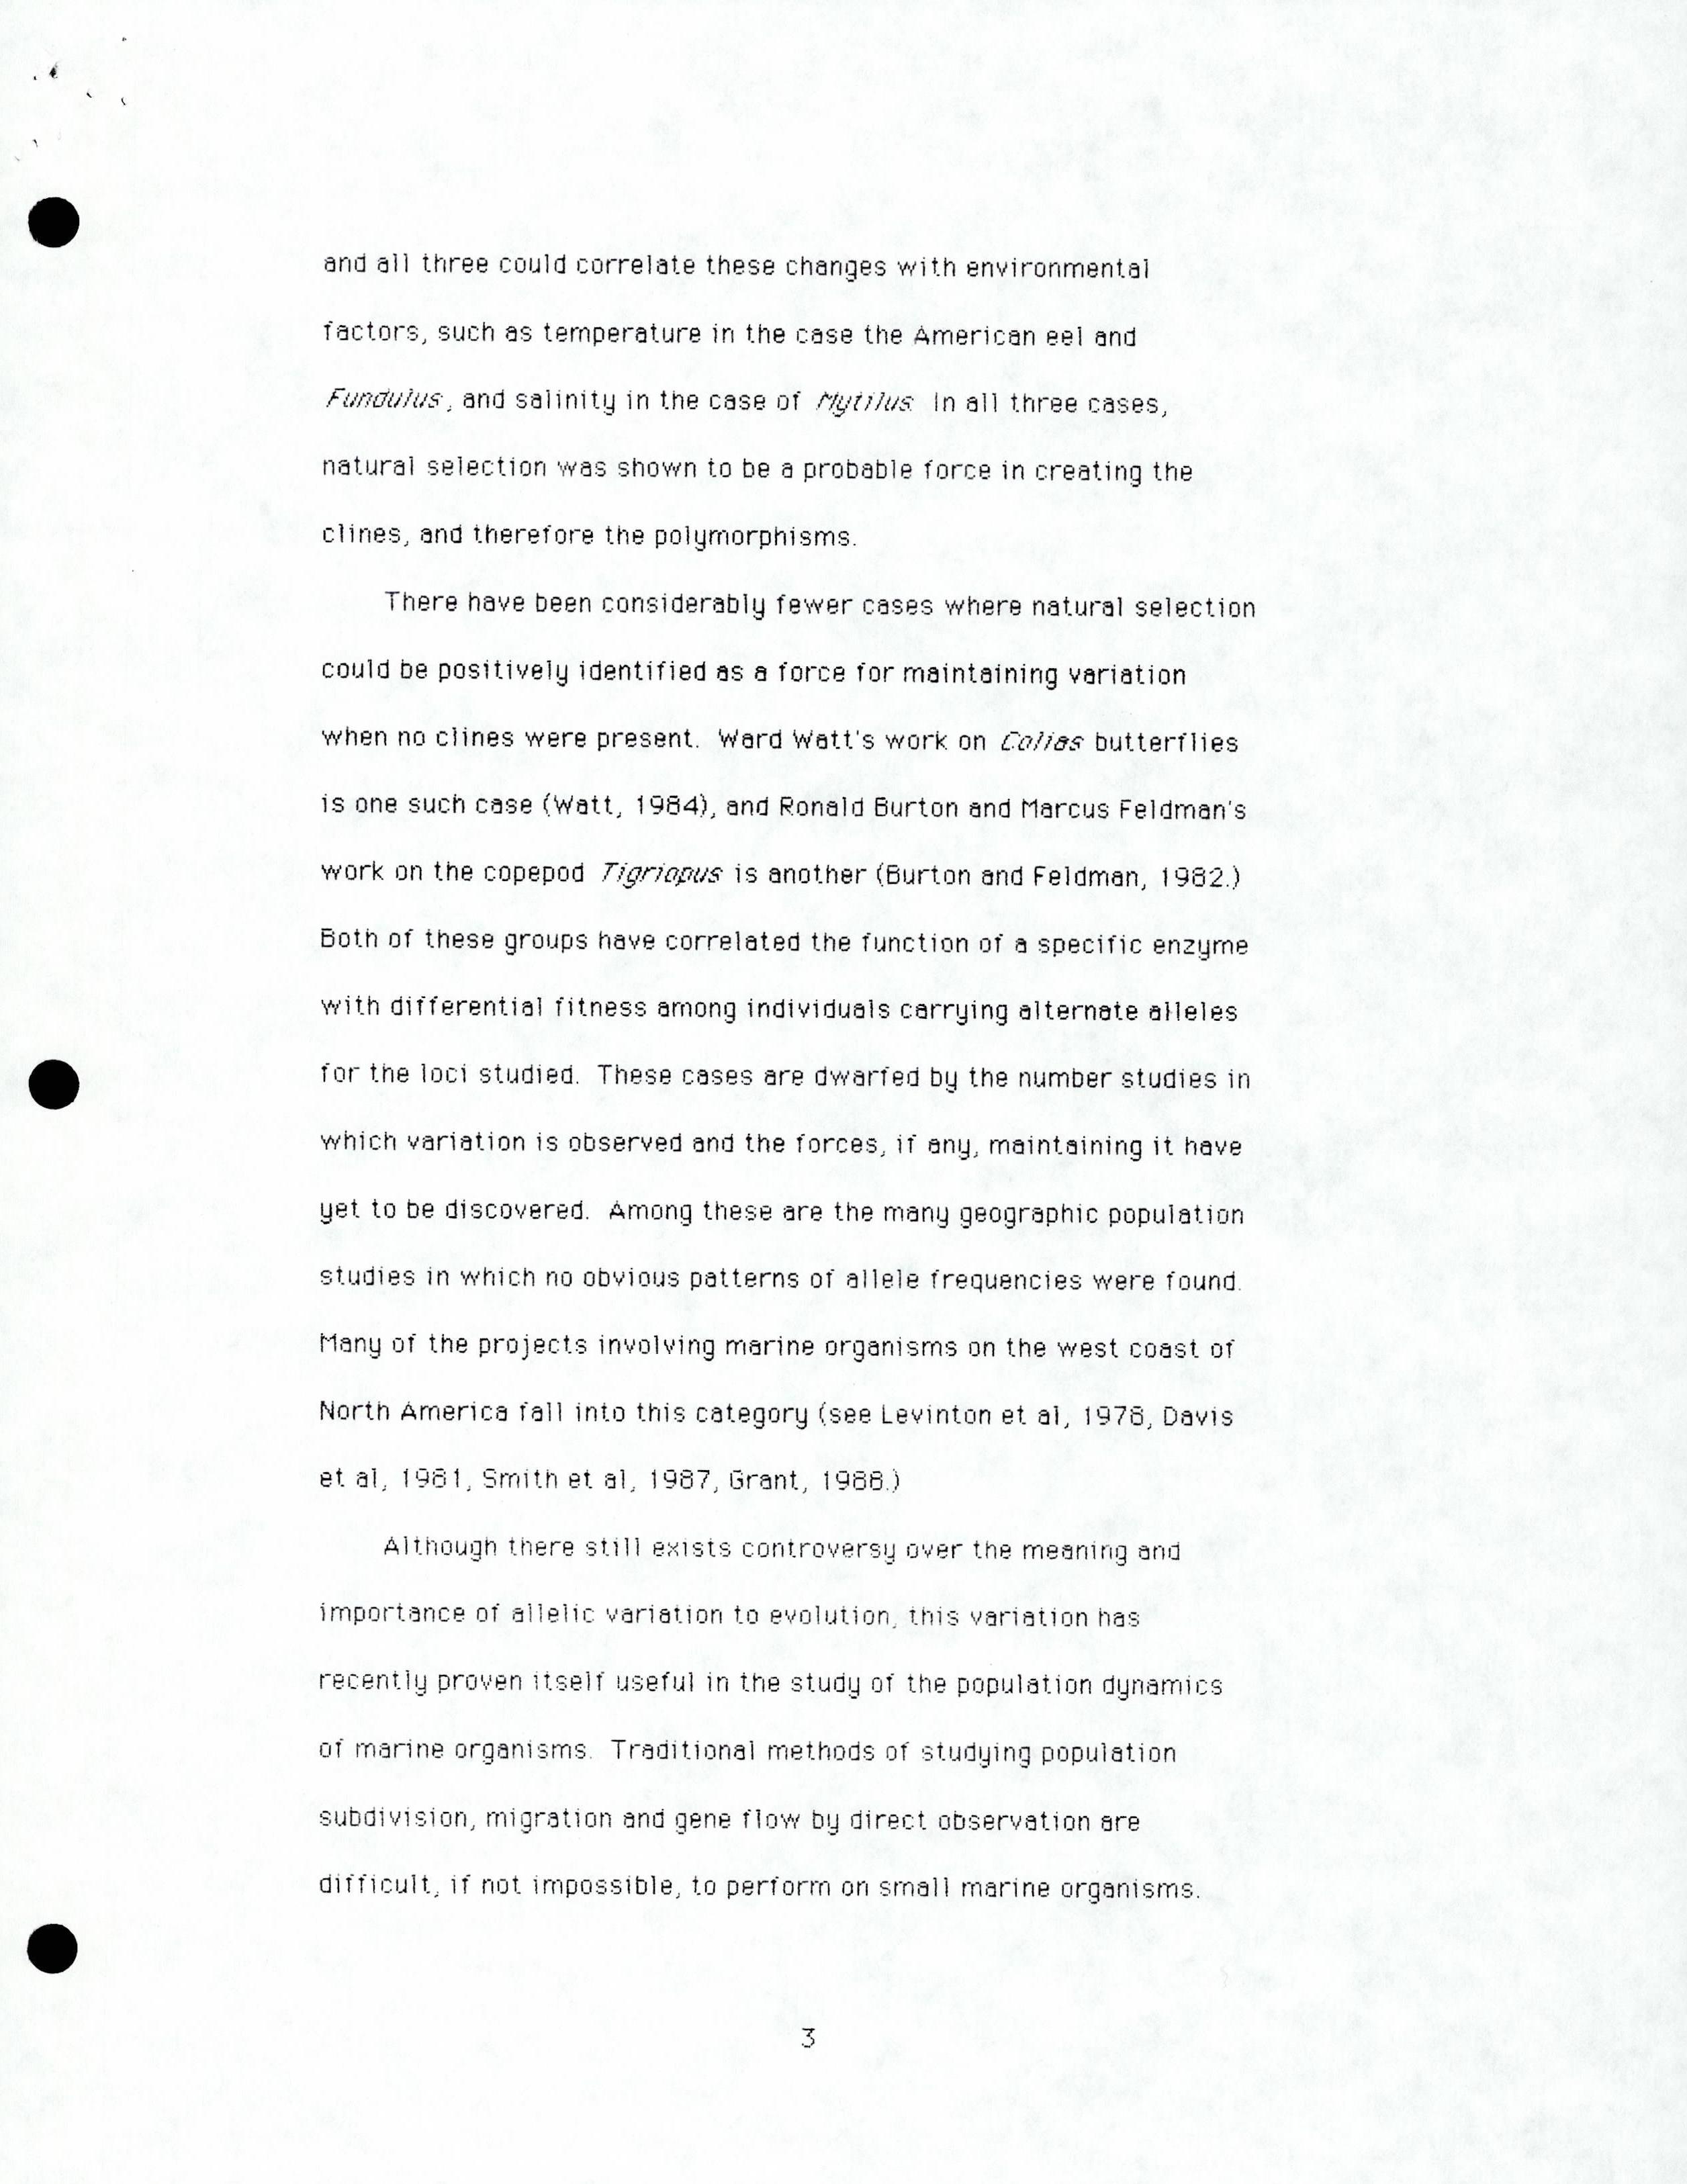 and all three could correlate these changes with environmental
factors, such as temperature in the case the American eel and
Fundulus, and salinity in the case of Mytilus. In all three cases,
natural selection was shown to be a probable force in creating the
clines, and therefore the polymorphisms.
There have been considerably fewer cases where natural selection
could be positively identified as a force for maintaining variation
when no clines were present. Ward Watt's work on Colias butterflies
is one such case (Watt, 1984), and Ronald Burton and Marcus Feldman's
work on the copepod Tigriopus is another (Burton and Feldman, 1982.)
Both of these groups have correlated the function of a specific enzyme
with differential fitness among individuals carrying alternate alleles
for the loci studied. These cases are dwarfed by the number studies in
which variation is observed and the forces, if any, maintaining it have
yet to be discovered. Among these are the many geographic population
studies in which no obvious patterns of allele frequencies were found.
Many of the projects involving marine organisms on the west coast of
North America fall into this category (see Levinton et al, 1978, Davis
et al, 1981, Smith et al, 1987, Grant, 1988.)
Although there still exists controversy over the meaning and
importance of allelic variation to evolution, this variation has
recently proven itself useful in the study of the population dynamics
of marine organisms. Traditional methods of studying population
subdivision, migration and gene flow by direct observation are
difficult, if not impossible, to perform on small marine organisms.
3